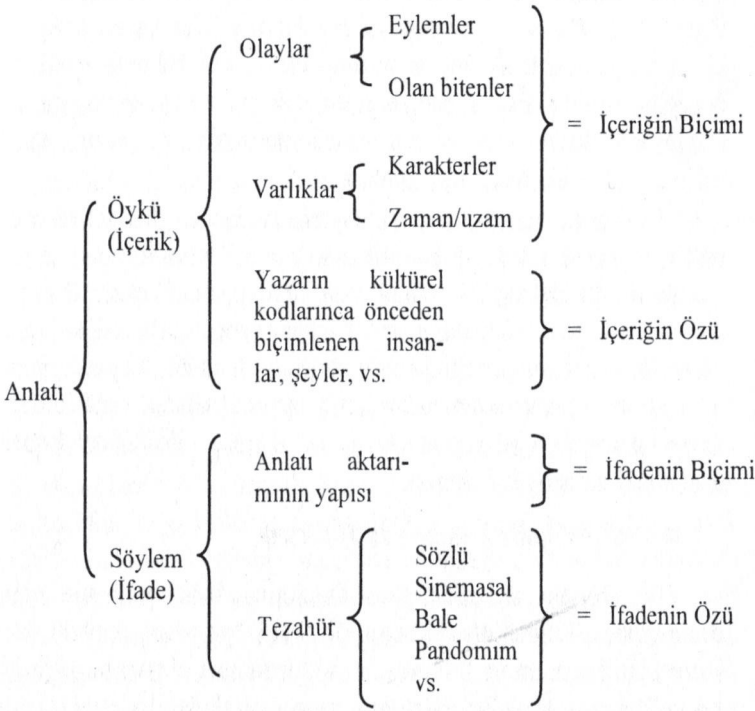 Anlatı
Öykü
(İçerik)
Olaylar
Eylemler
Olan bitenler
Varlıklar
Karakterler
Zaman/uzam
= İçeriğin Biçimi
Yazarın kültürel
kodlarınca önceden
biçimlenen insan-
lar, şeyler, vs.
= İçeriğin Özü
Söylem
(İfade)
Anlatı aktarı-
mının yapısı
= İfadenin Biçimi
Tezahür
Sözlü
Sinemasal
Bale
Pandomım
vs.
= İfadenin Özü